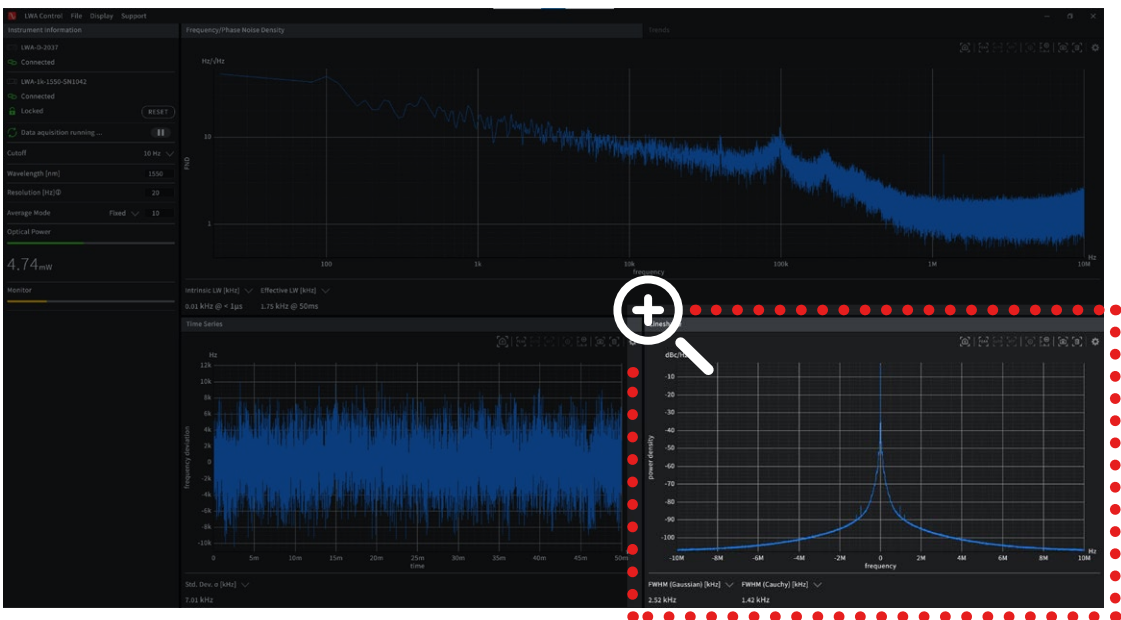 LWA Control File Display Support
Instrument Information
LWA-0-2037
Connected
LWA-1k-1550-SN1042
Connected
Locked RESET
Data aquisition running ...
Cutoff 10 Hz
Wavelength [nm] 1550
Resolution [Hz] 20
Average Mode Fixed 10
Optical Power
4.74 mW
Monitor
Frequency/Phase Noise Density Trends
Hz/√Hz
10
1
FND
100 1k 10k 100k 1M 10M Hz
frequency
Intrinsic LW [kHz] Effective LW [kHz]
0.01 kHz @ < 1µs 1.75 kHz @ 50ms
Time Series
Hz
12k
10k
8k
6k
4k
2k
0
-2k
-4k
-6k
-8k
-10k
frequency deviation
0 5m 10m 15m 20m 25m 30m 35m 40m 45m 50m
time
Std. Dev. σ [kHz]
7.01 kHz
dBc/Hz
-10
-20
-30
-40
-50
-60
-70
-80
-90
-100
power density
-10M -8M -6M -4M -2M 0 2M 4M 6M 8M 10M Hz
frequency
FWHM (Gaussian) [kHz] FWHM (Cauchy) [kHz]
2.52 kHz 1.42 kHz